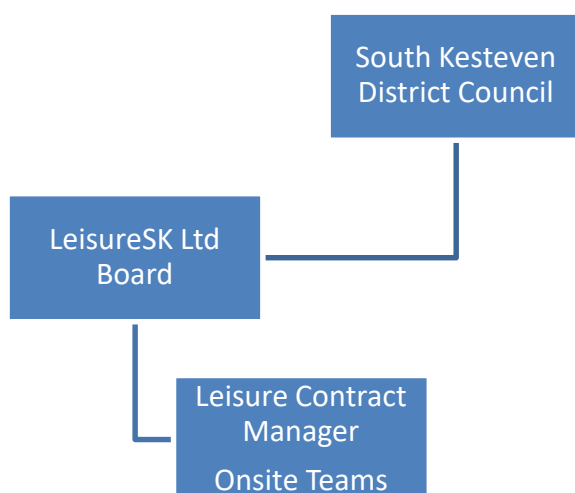 South Kesteven
District Council
LeisureSK Ltd
Board
Leisure Contract
Manager
Onsite Teams